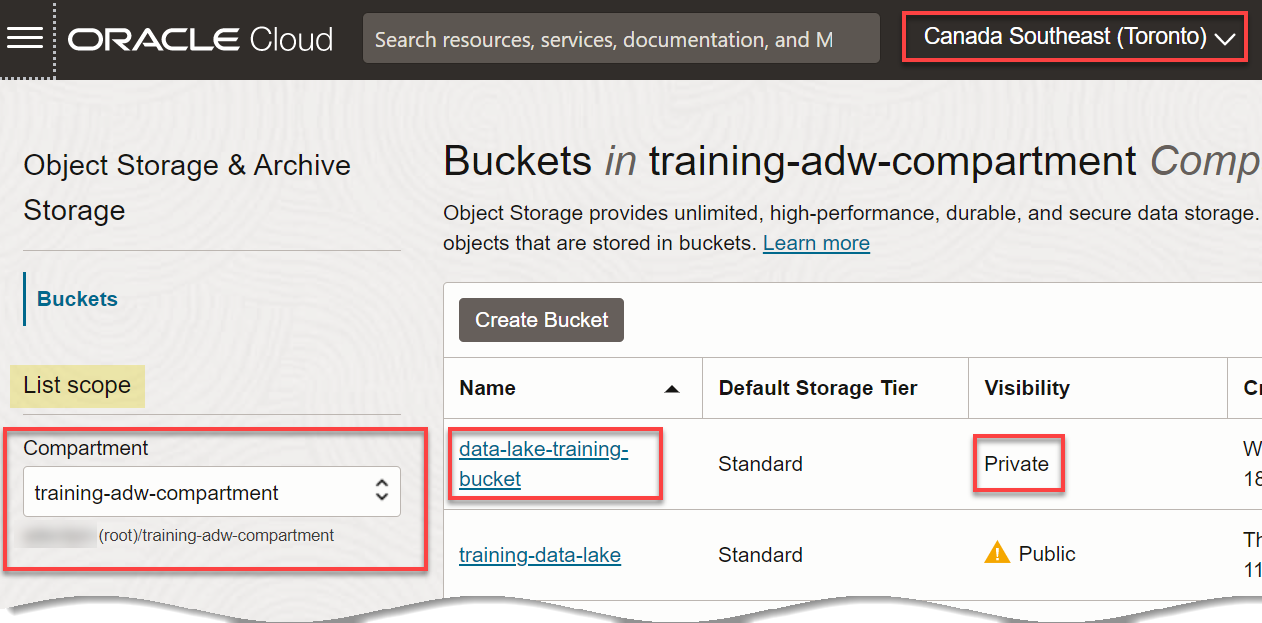 ORACLE Cloud
Search resources, services, documentation, and M
Canada Southeast (Toronto)
Object Storage & Archive
Storage
Buckets
List scope
Compartment
training-adw-compartment
(root)/training-adw-compartment
Buckets in training-adw-compartment Comp
Object Storage provides unlimited, high-performance, durable, and secure data storage.
objects that are stored in buckets. Learn more
Create Bucket
Name Default Storage Tier Visibility
data-lake-training-
bucket
Standard Private
18
training-data-lake Standard Public
11